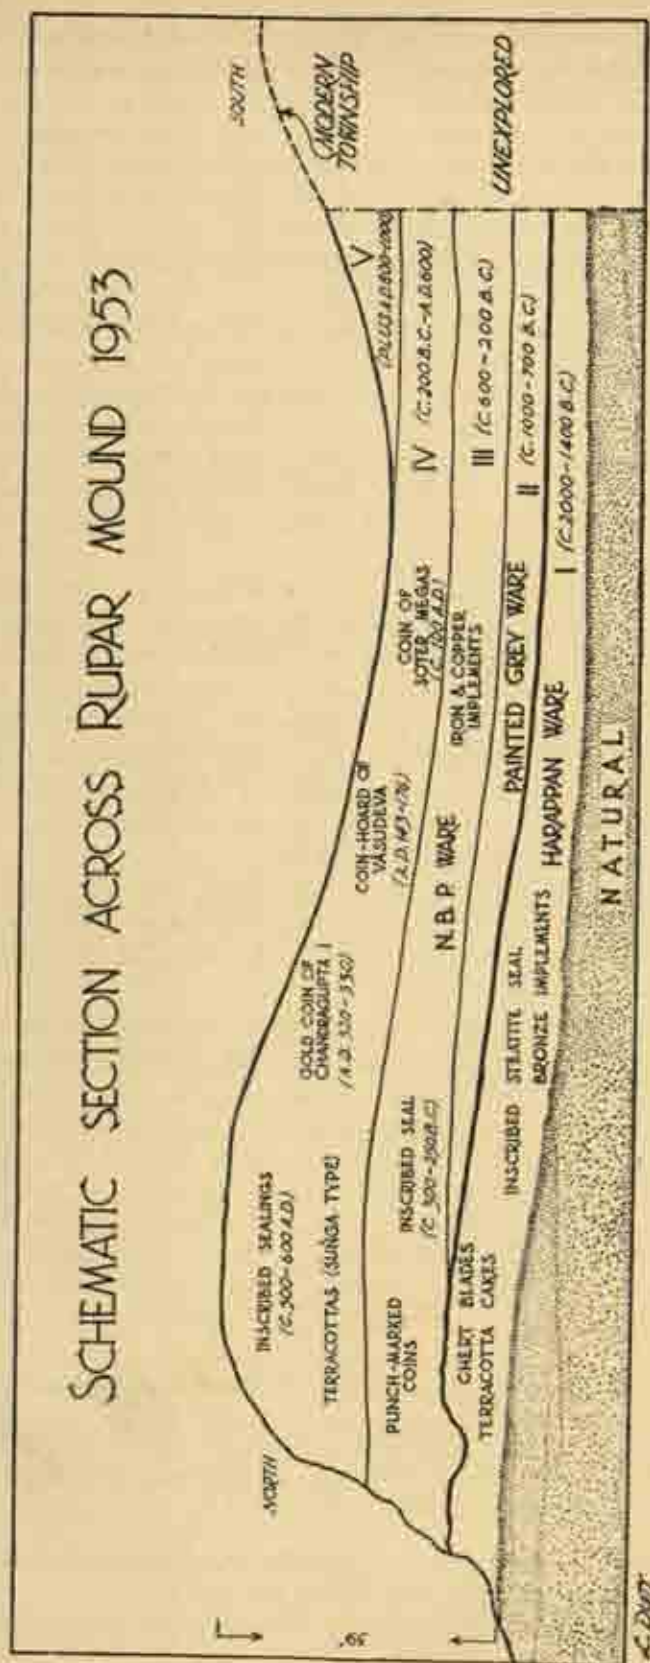 SCHEMATIC SECTION ACROSS RUPAR MOUND 1953
NORTH
SOUTH
MODERN
TOWNSHIP
UNEXPLORED
39'
INSCRIBED SEALINGS
(C. 500-600 A.D.)
GOLD COIN OF
CHANDRAGUPTA I
(A.D. 320-350)
COIN-HOARD OF
VĀSUDEVA
COIN OF
SOTER MEGAS
(C. 100 A.D.)
V
IV (C. 200 B.C.-A.D. 600)
TERRACOTTAS (SUṄGA TYPE)
PUNCH-MARKED
COINS
INSCRIBED SEAL
N.B.P. WARE
IRON & COPPER
IMPLEMENTS
III (C. 600-200 B.C.)
CHERT BLADES
TERRACOTTA CAKES
PAINTED GREY WARE
II (C. 1000-700 B.C.)
INSCRIBED STEATITE SEAL
BRONZE IMPLEMENTS
HARAPPAN WARE
I (C. 2000-1400 B.C.)
NATURAL